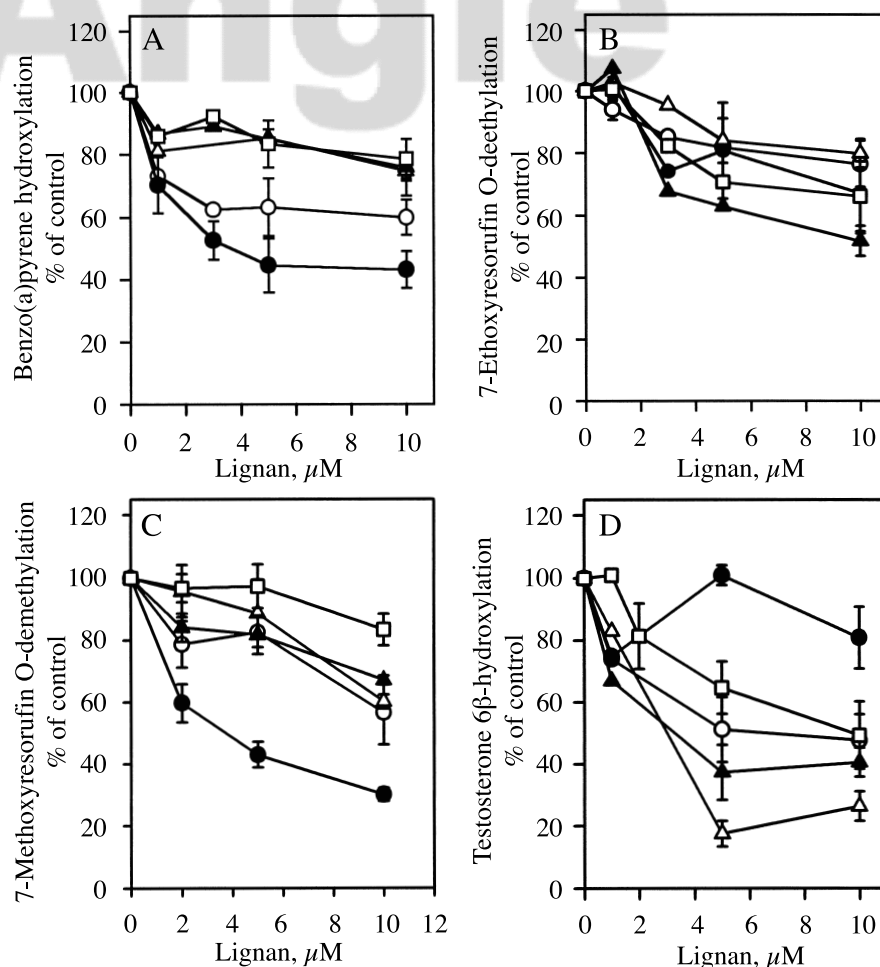 Angle
A
Benzo(a)pyrene hydroxylation
% of control
120
100
80
60
40
20
0
0 2 4 6 8 10
Lignan, µM
B
7-Ethoxyresorufin O-deethylation
% of control
120
100
80
60
40
20
0
0 2 4 6 8 10
Lignan, µM
C
7-Methoxyresorufin O-demethylation
% of control
120
100
80
60
40
20
0
0 2 4 6 8 10 12
Lignan, µM
D
Testosterone 6β-hydroxylation
% of control
120
100
80
60
40
20
0
0 2 4 6 8 10
Lignan, µM